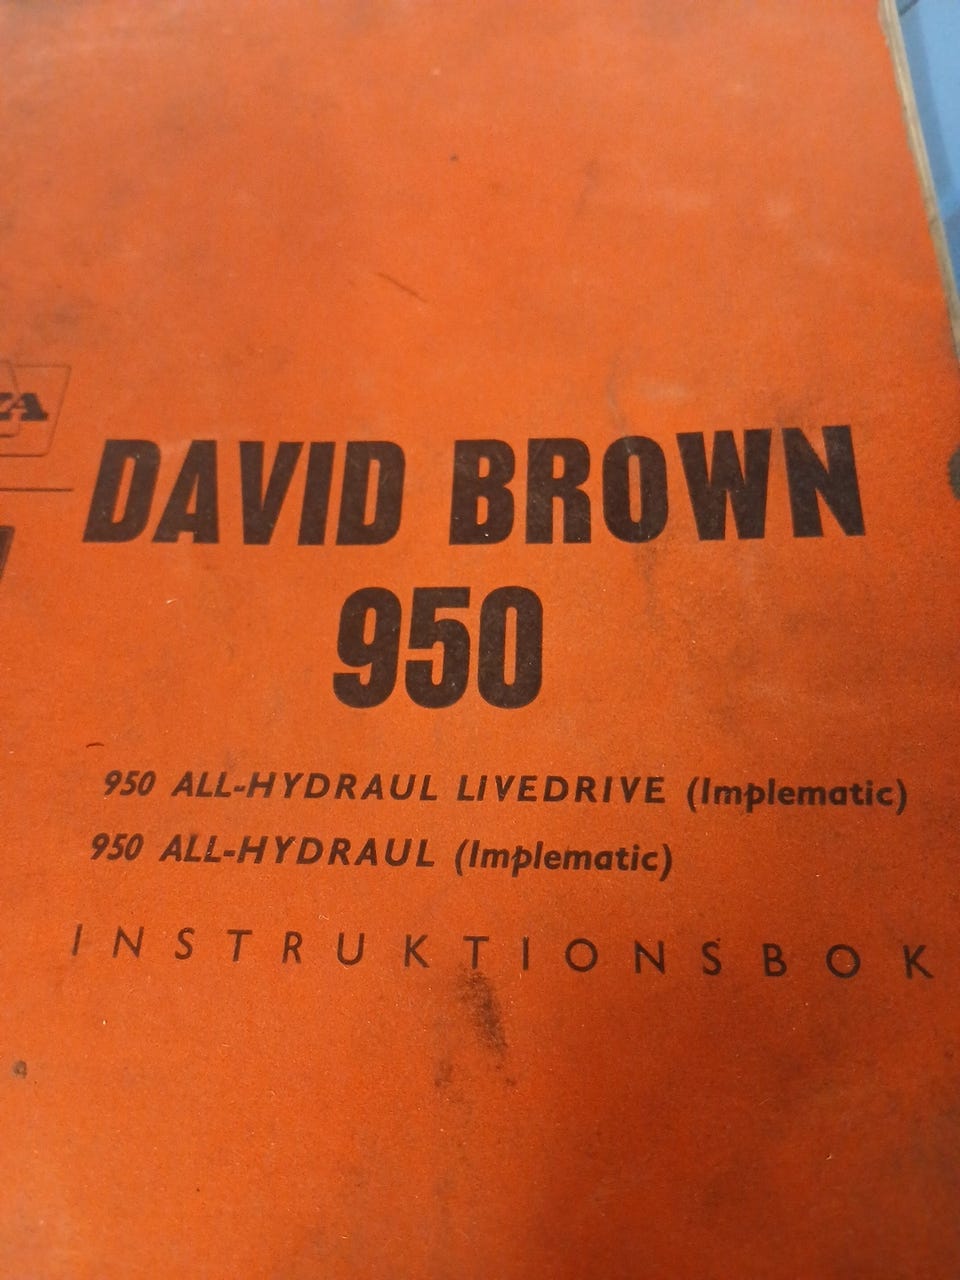 DAVID BROWN
950
950 ALL-HYDRAUL LIVEDRIVE (Implematic)
950 ALL-HYDRAUL (Implematic)
INSTRUKTIONSBOK